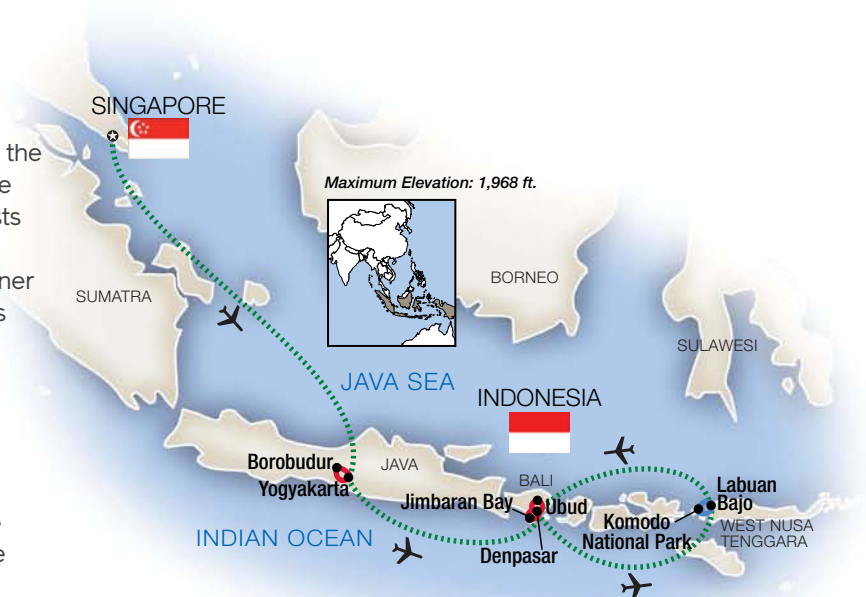 SINGAPORE
the
e
sts
ner
s
e
Maximum Elevation: 1,968 ft.
SUMATRA
BORNEO
SULAWESI
JAVA SEA
INDONESIA
Borobudur
Yogyakarta
JAVA
BALI
Jimbaran Bay
Ubud
Denpasar
Labuan
Bajo
Komodo
National Park
WEST NUSA
TENGGARA
INDIAN OCEAN